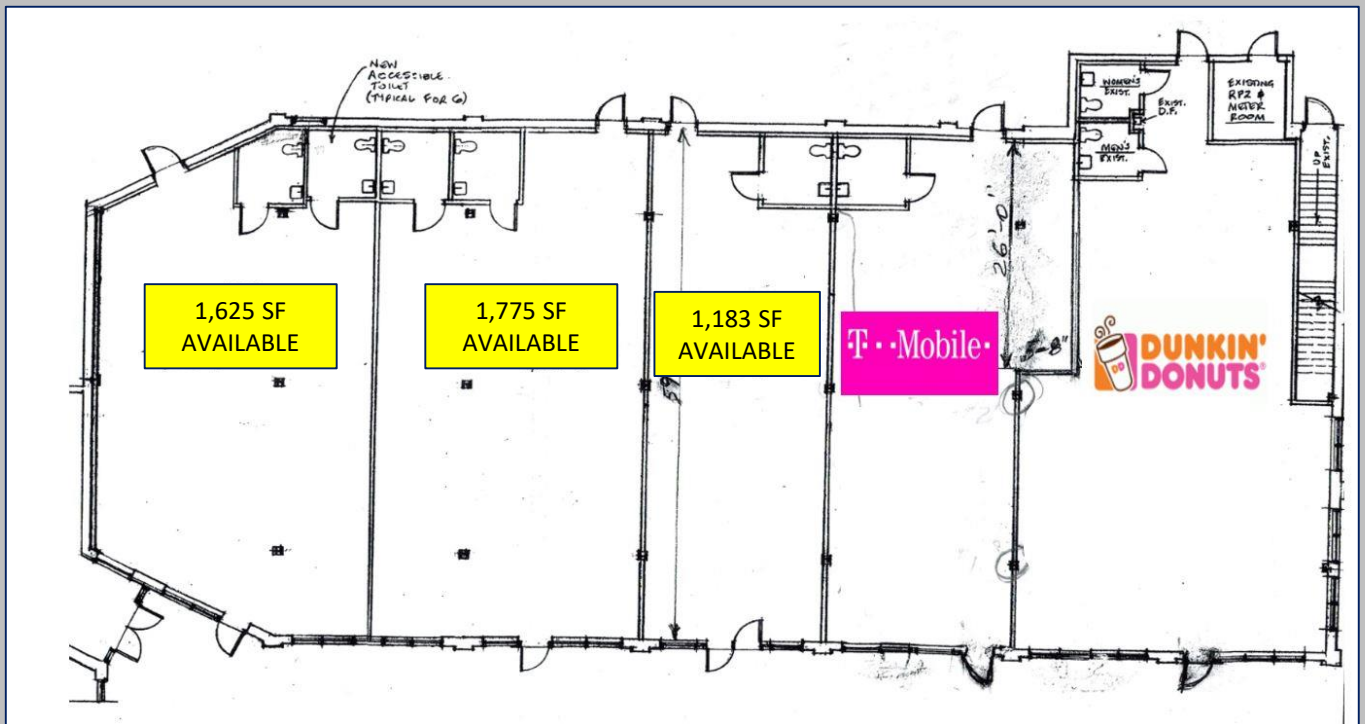 NEW
ACCESSIBLE
TOILET
(TYPICAL FOR 6)
WOMEN'S
EXIST.
EXIST.
D.F.
MEN'S
EXIST.
EXISTING
RPZ &
METER
ROOM
UP
EXIST.
26'-0"
1,625 SF
AVAILABLE
1,775 SF
AVAILABLE
1,183 SF
AVAILABLE
T··Mobile·
DD
DUNKIN'
DONUTS